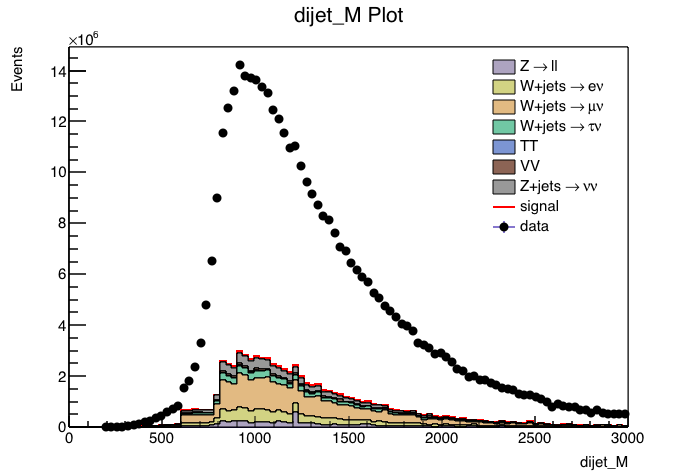 dijet_M Plot
×10⁶
Events
14
12
10
8
6
4
2
0
0 500 1000 1500 2000 2500 3000
dijet_M
Z → ll
W+jets → eν
W+jets → μν
W+jets → τν
TT
VV
Z+jets → νν
signal
data